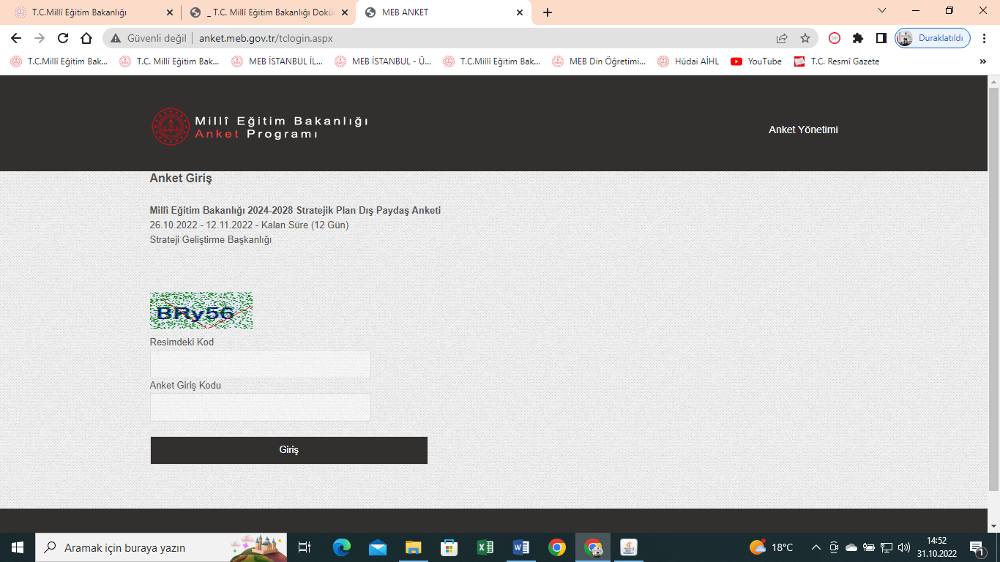 T.C.Millî Eğitim Bakanlığı
_ T.C. Millî Eğitim Bakanlığı Dokü
MEB ANKET
Güvenli değil
anket.meb.gov.tr/tclogin.aspx
Duraklatıldı
T.C.Millî Eğitim Bak...
T.C. Millî Eğitim Bak...
MEB İSTANBUL İL...
MEB İSTANBUL - Ü...
T.C.Millî Eğitim Bak...
MEB Din Öğretimi...
Hüdai AİHL
YouTube
T.C. Resmî Gazete
Millî Eğitim Bakanlığı
Anket Programı
Anket Yönetimi
Anket Giriş
Millî Eğitim Bakanlığı 2024-2028 Stratejik Plan Dış Paydaş Anketi
26.10.2022 - 12.11.2022 - Kalan Süre (12 Gün)
Strateji Geliştirme Başkanlığı
BRy56
Resimdeki Kod
Anket Giriş Kodu
Giriş
Aramak için buraya yazın
18°C
14:52
31.10.2022
1